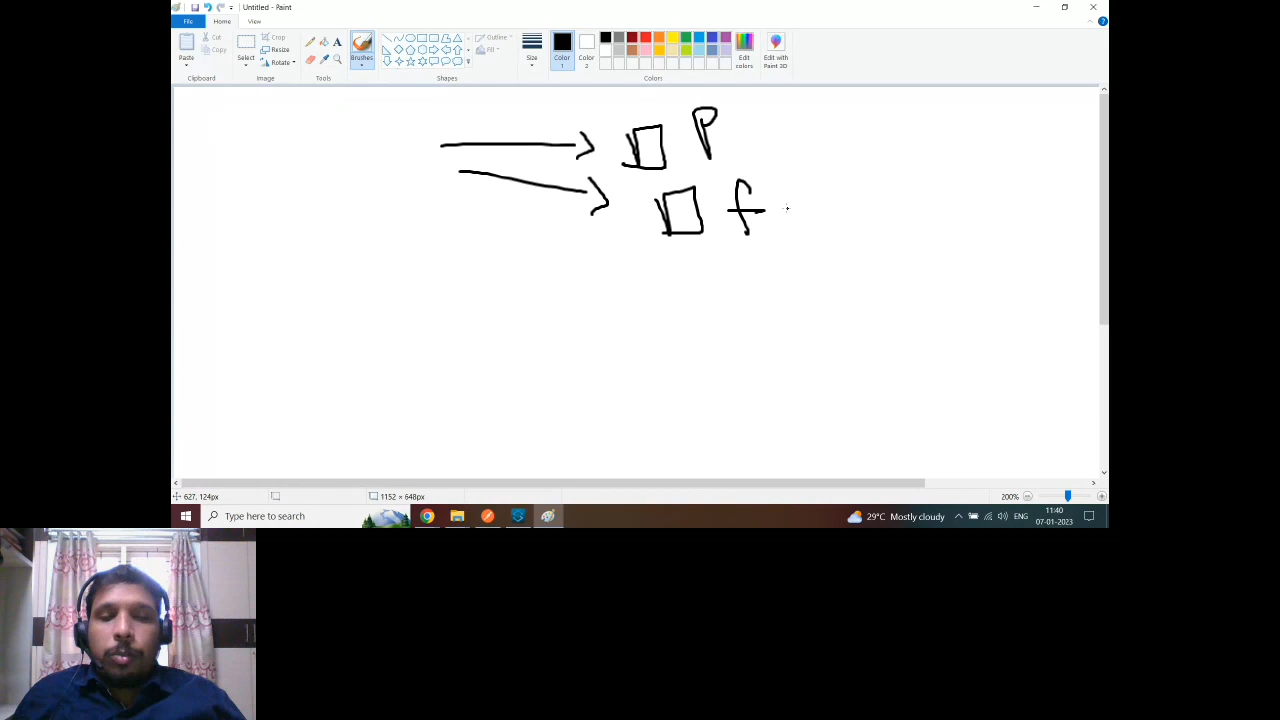 Untitled - Paint
File Home View
Paste Cut Copy Select Crop Resize Rotate Brushes Outline Fill Size Color 1 Color 2 Edit colors Edit with Paint 3D
Clipboard Image Tools Shapes Colors
P
f
627, 124px 1152 × 648px 200%
Type here to search 29°C Mostly cloudy ENG 11:40
07-01-2023